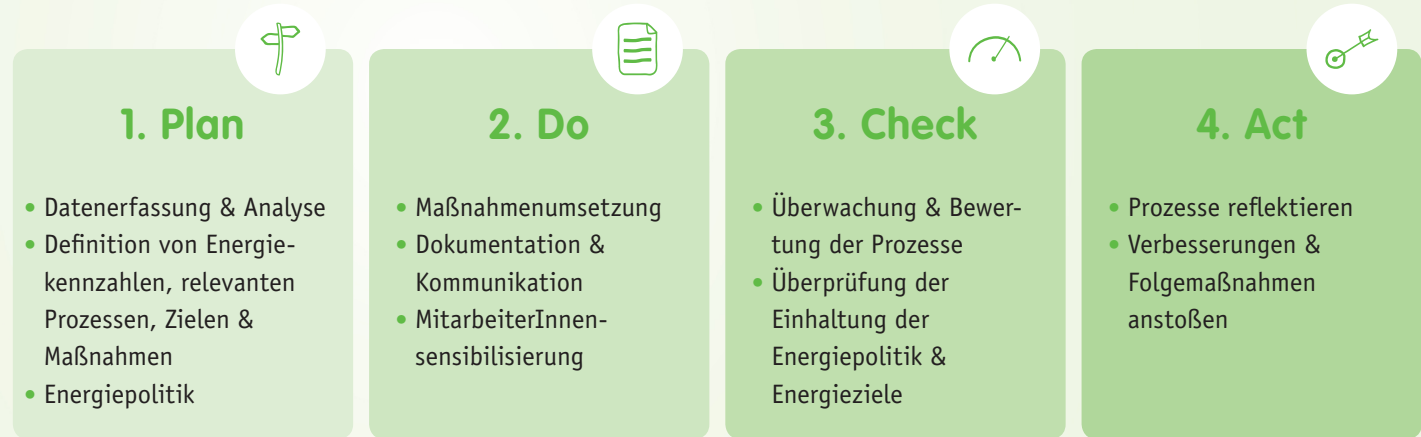 1. Plan
• Datenerfassung & Analyse
• Definition von Energie-
kennzahlen, relevanten
Prozessen, Zielen &
Maßnahmen
• Energiepolitik
2. Do
• Maßnahmenumsetzung
• Dokumentation &
Kommunikation
• MitarbeiterInnen-
sensibilisierung
3. Check
• Überwachung & Bewer-
tung der Prozesse
• Überprüfung der
Einhaltung der
Energiepolitik &
Energieziele
4. Act
• Prozesse reflektieren
• Verbesserungen &
Folgemaßnahmen
anstoßen